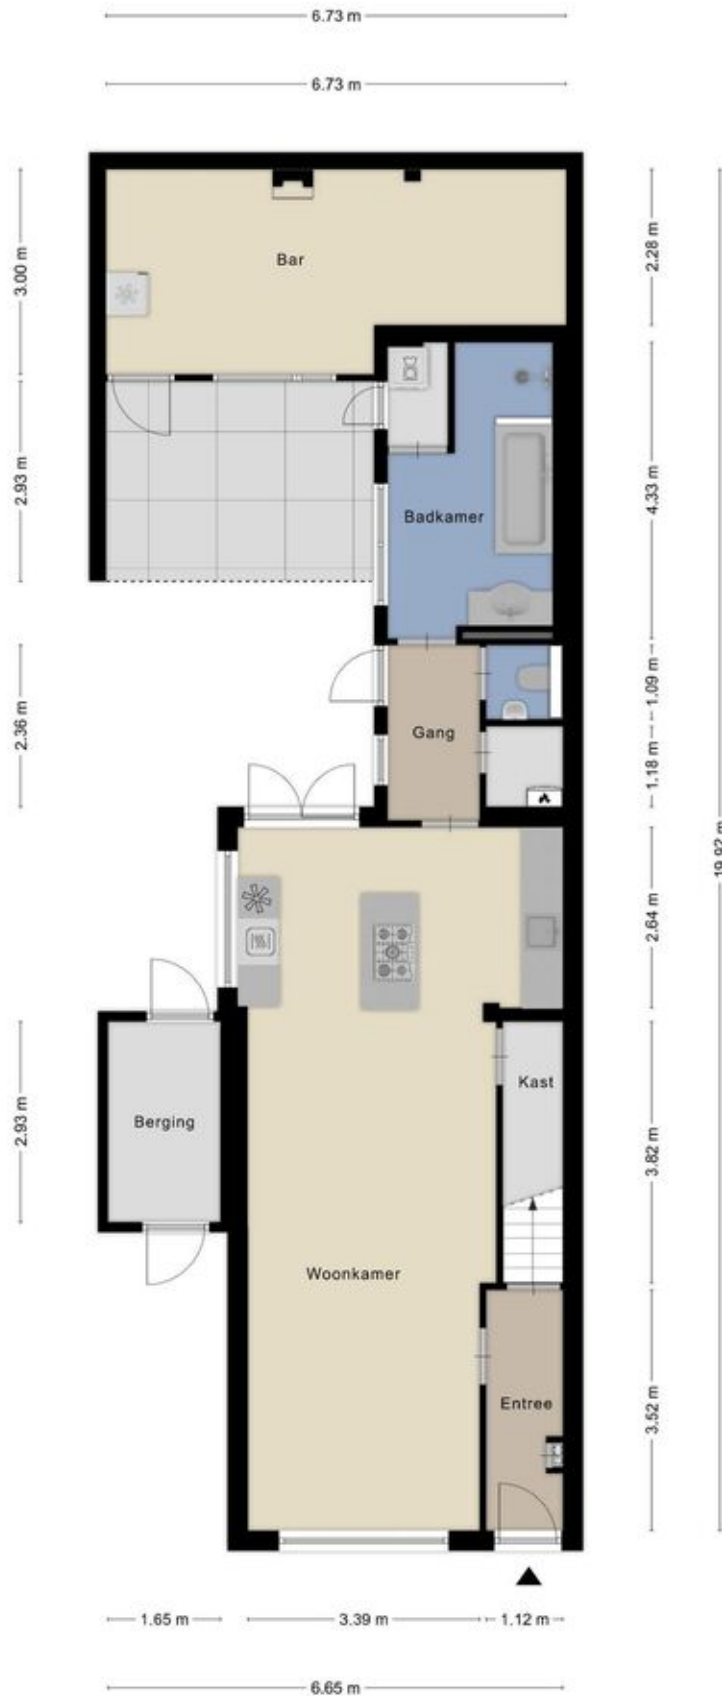 6.73 m
6.73 m
3.00 m
2.28 m
Bar
2.93 m
4.33 m
Badkamer
2.36 m
1.09 m
Gang
1.18 m
19.92 m
2.64 m
Kast
Berging
2.93 m
3.82 m
Woonkamer
Entree
3.52 m
1.65 m
3.39 m
1.12 m
6.65 m